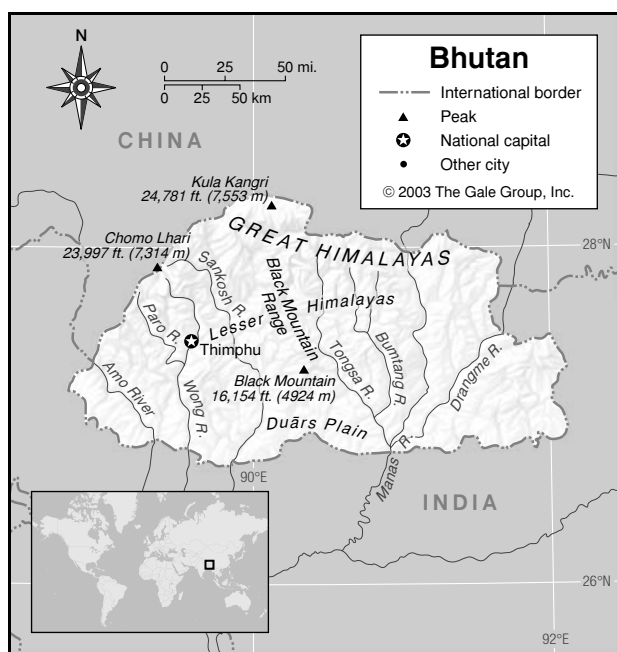 N
0 25 50 mi.
0 25 50 km
Bhutan
International border
Peak
National capital
Other city
© 2003 The Gale Group, Inc.
CHINA
Kula Kangri
24,781 ft. (7,553 m)
Chomo Lhari
23,997 ft. (7,314 m)
GREAT HIMALAYAS
28°N
Sankosh R.
Black Mountain
Range
Lesser Himalayas
Paro R.
Thimphu
Amo River
Wong R.
Black Mountain
16,154 ft. (4924 m)
Tongsa R.
Bumtang R.
Drangme R.
Duārs Plain
Manas R.
90°E
INDIA
26°N
92°E